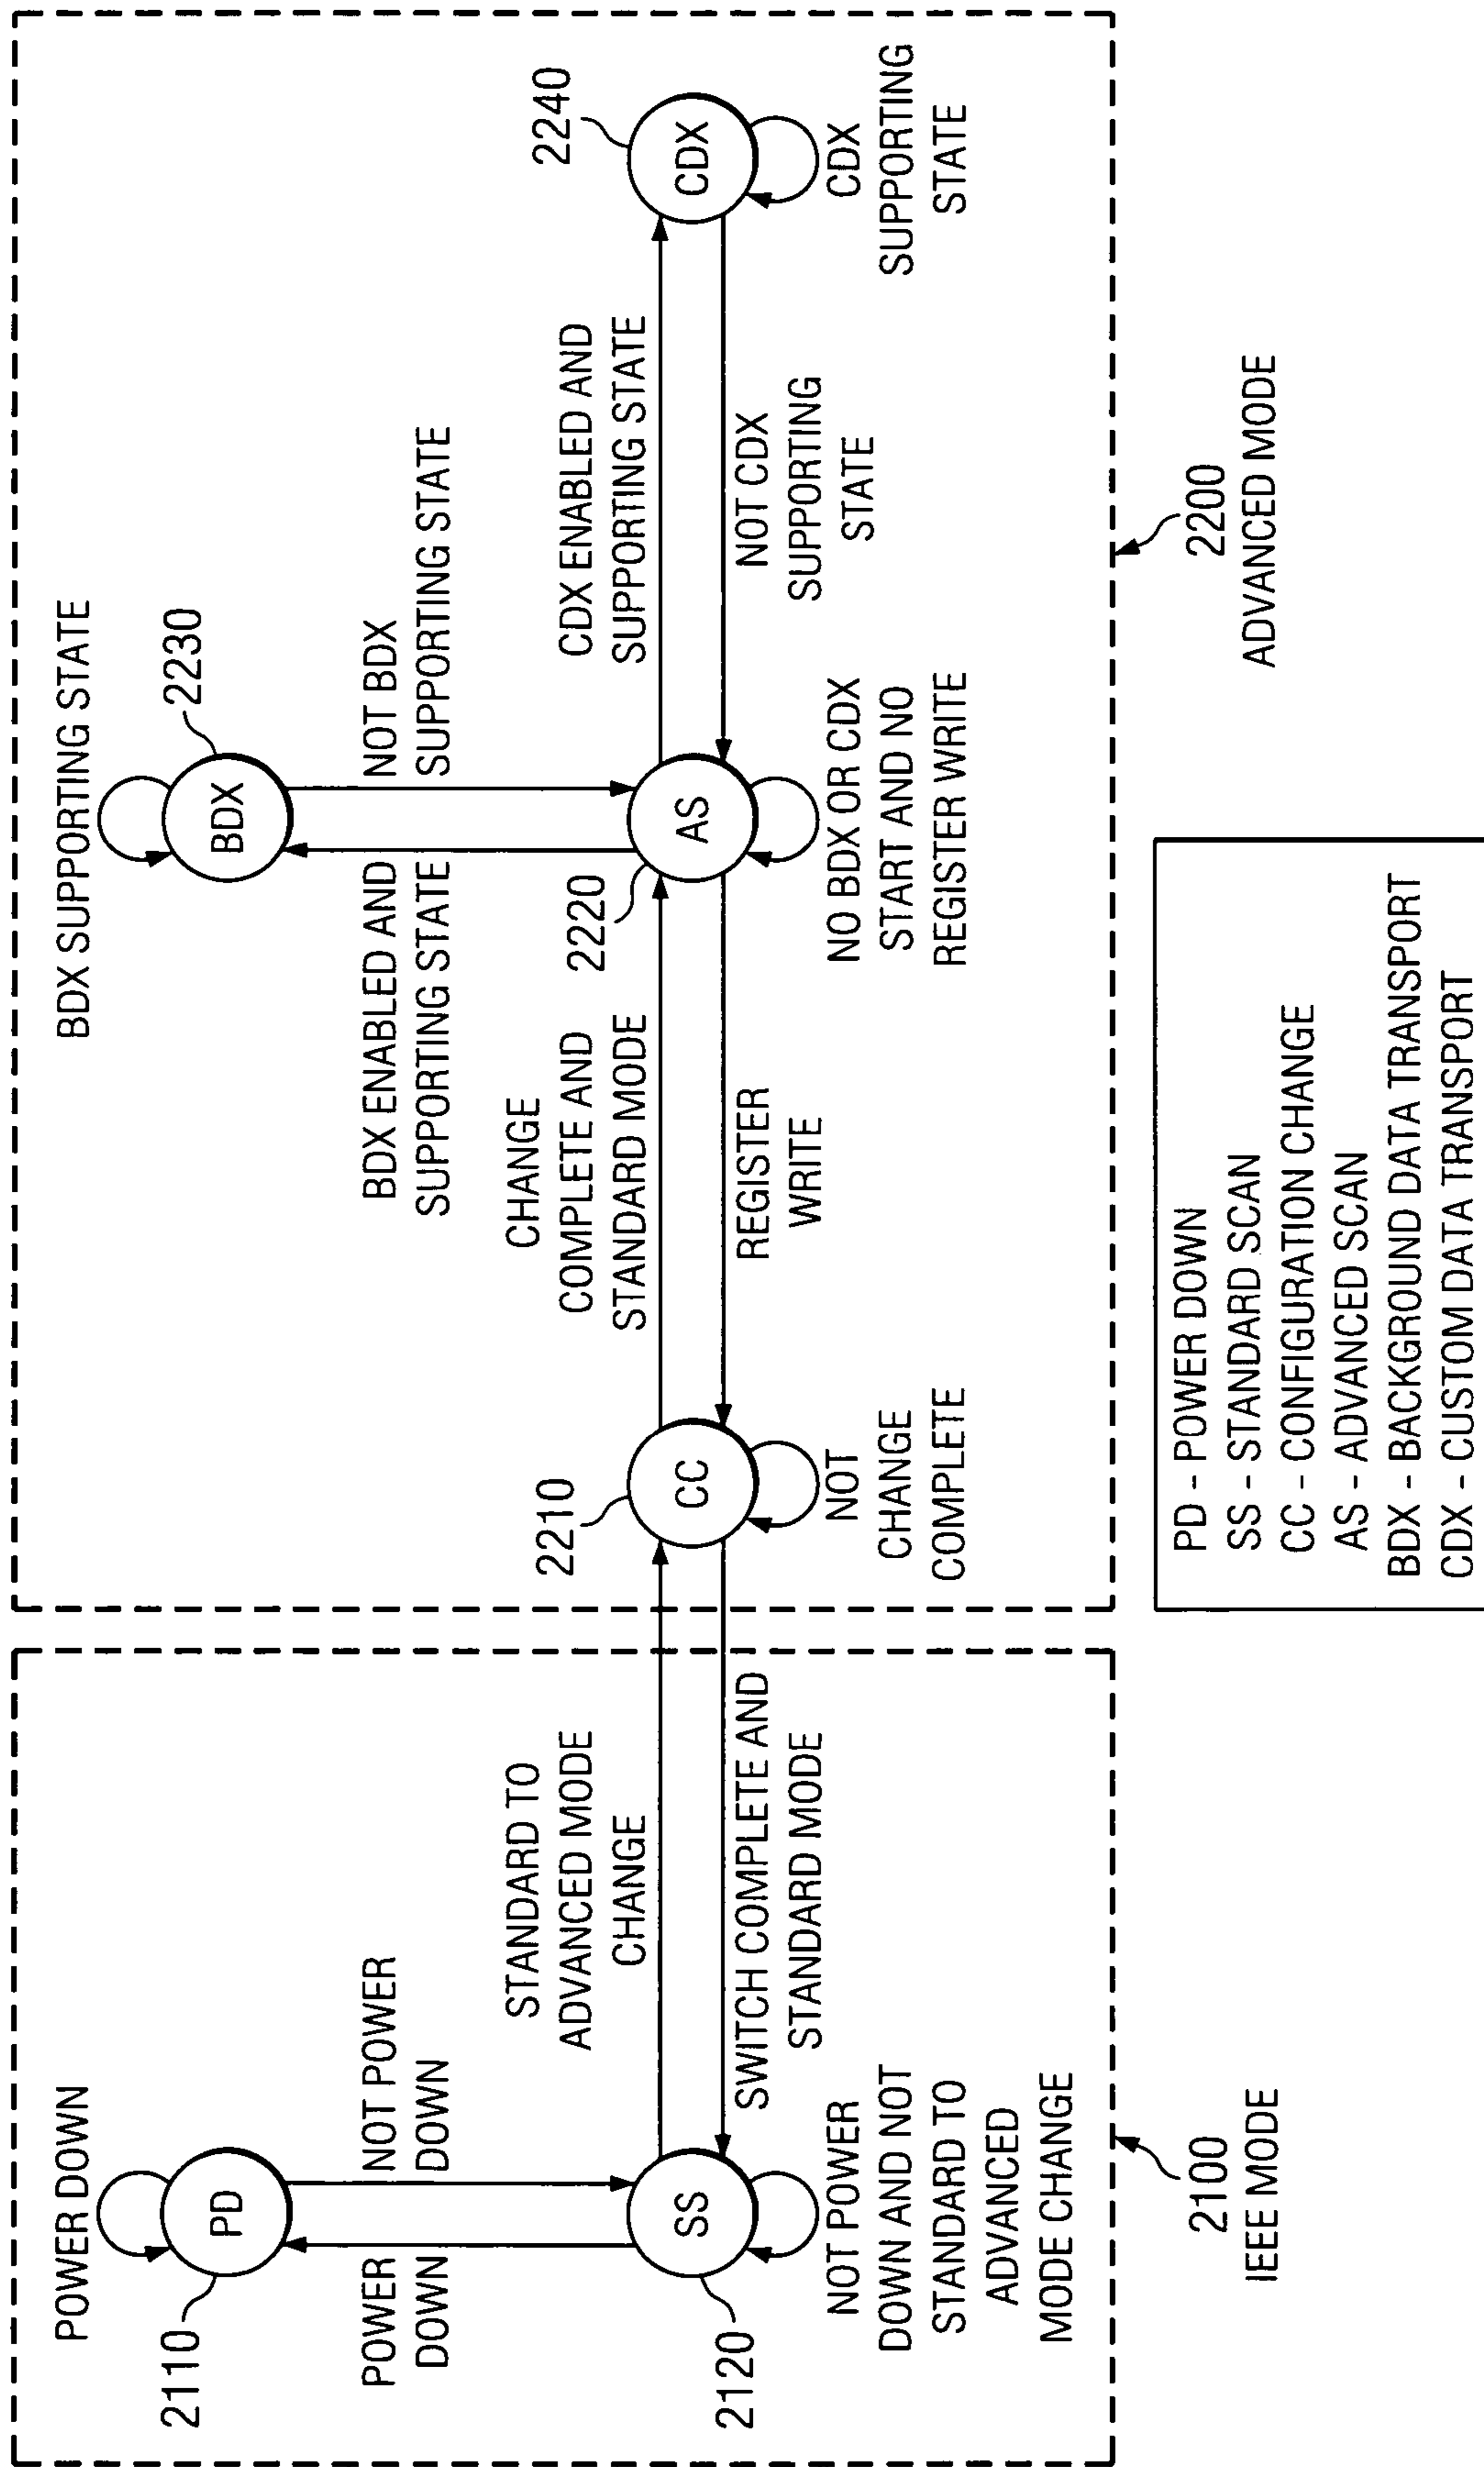 POWER DOWN
2110
PD
POWER
DOWN
NOT POWER
DOWN
2120
SS
NOT POWER
DOWN AND NOT
STANDARD TO
ADVANCED
MODE CHANGE
STANDARD TO
ADVANCED MODE
CHANGE
SWITCH COMPLETE AND
STANDARD MODE
2100
IEEE MODE
BDX SUPPORTING STATE
2230
BDX
BDX ENABLED AND
SUPPORTING STATE
NOT BDX
SUPPORTING STATE
2210
CC
NOT
CHANGE
COMPLETE
CHANGE
COMPLETE AND
STANDARD MODE
REGISTER
WRITE
2220
AS
NO BDX OR CDX
START AND NO
REGISTER WRITE
CDX ENABLED AND
SUPPORTING STATE
NOT CDX
SUPPORTING
STATE
2240
CDX
CDX
SUPPORTING
STATE
2200
ADVANCED MODE
PD - POWER DOWN
SS - STANDARD SCAN
CC - CONFIGURATION CHANGE
AS - ADVANCED SCAN
BDX - BACKGROUND DATA TRANSPORT
CDX - CUSTOM DATA TRANSPORT